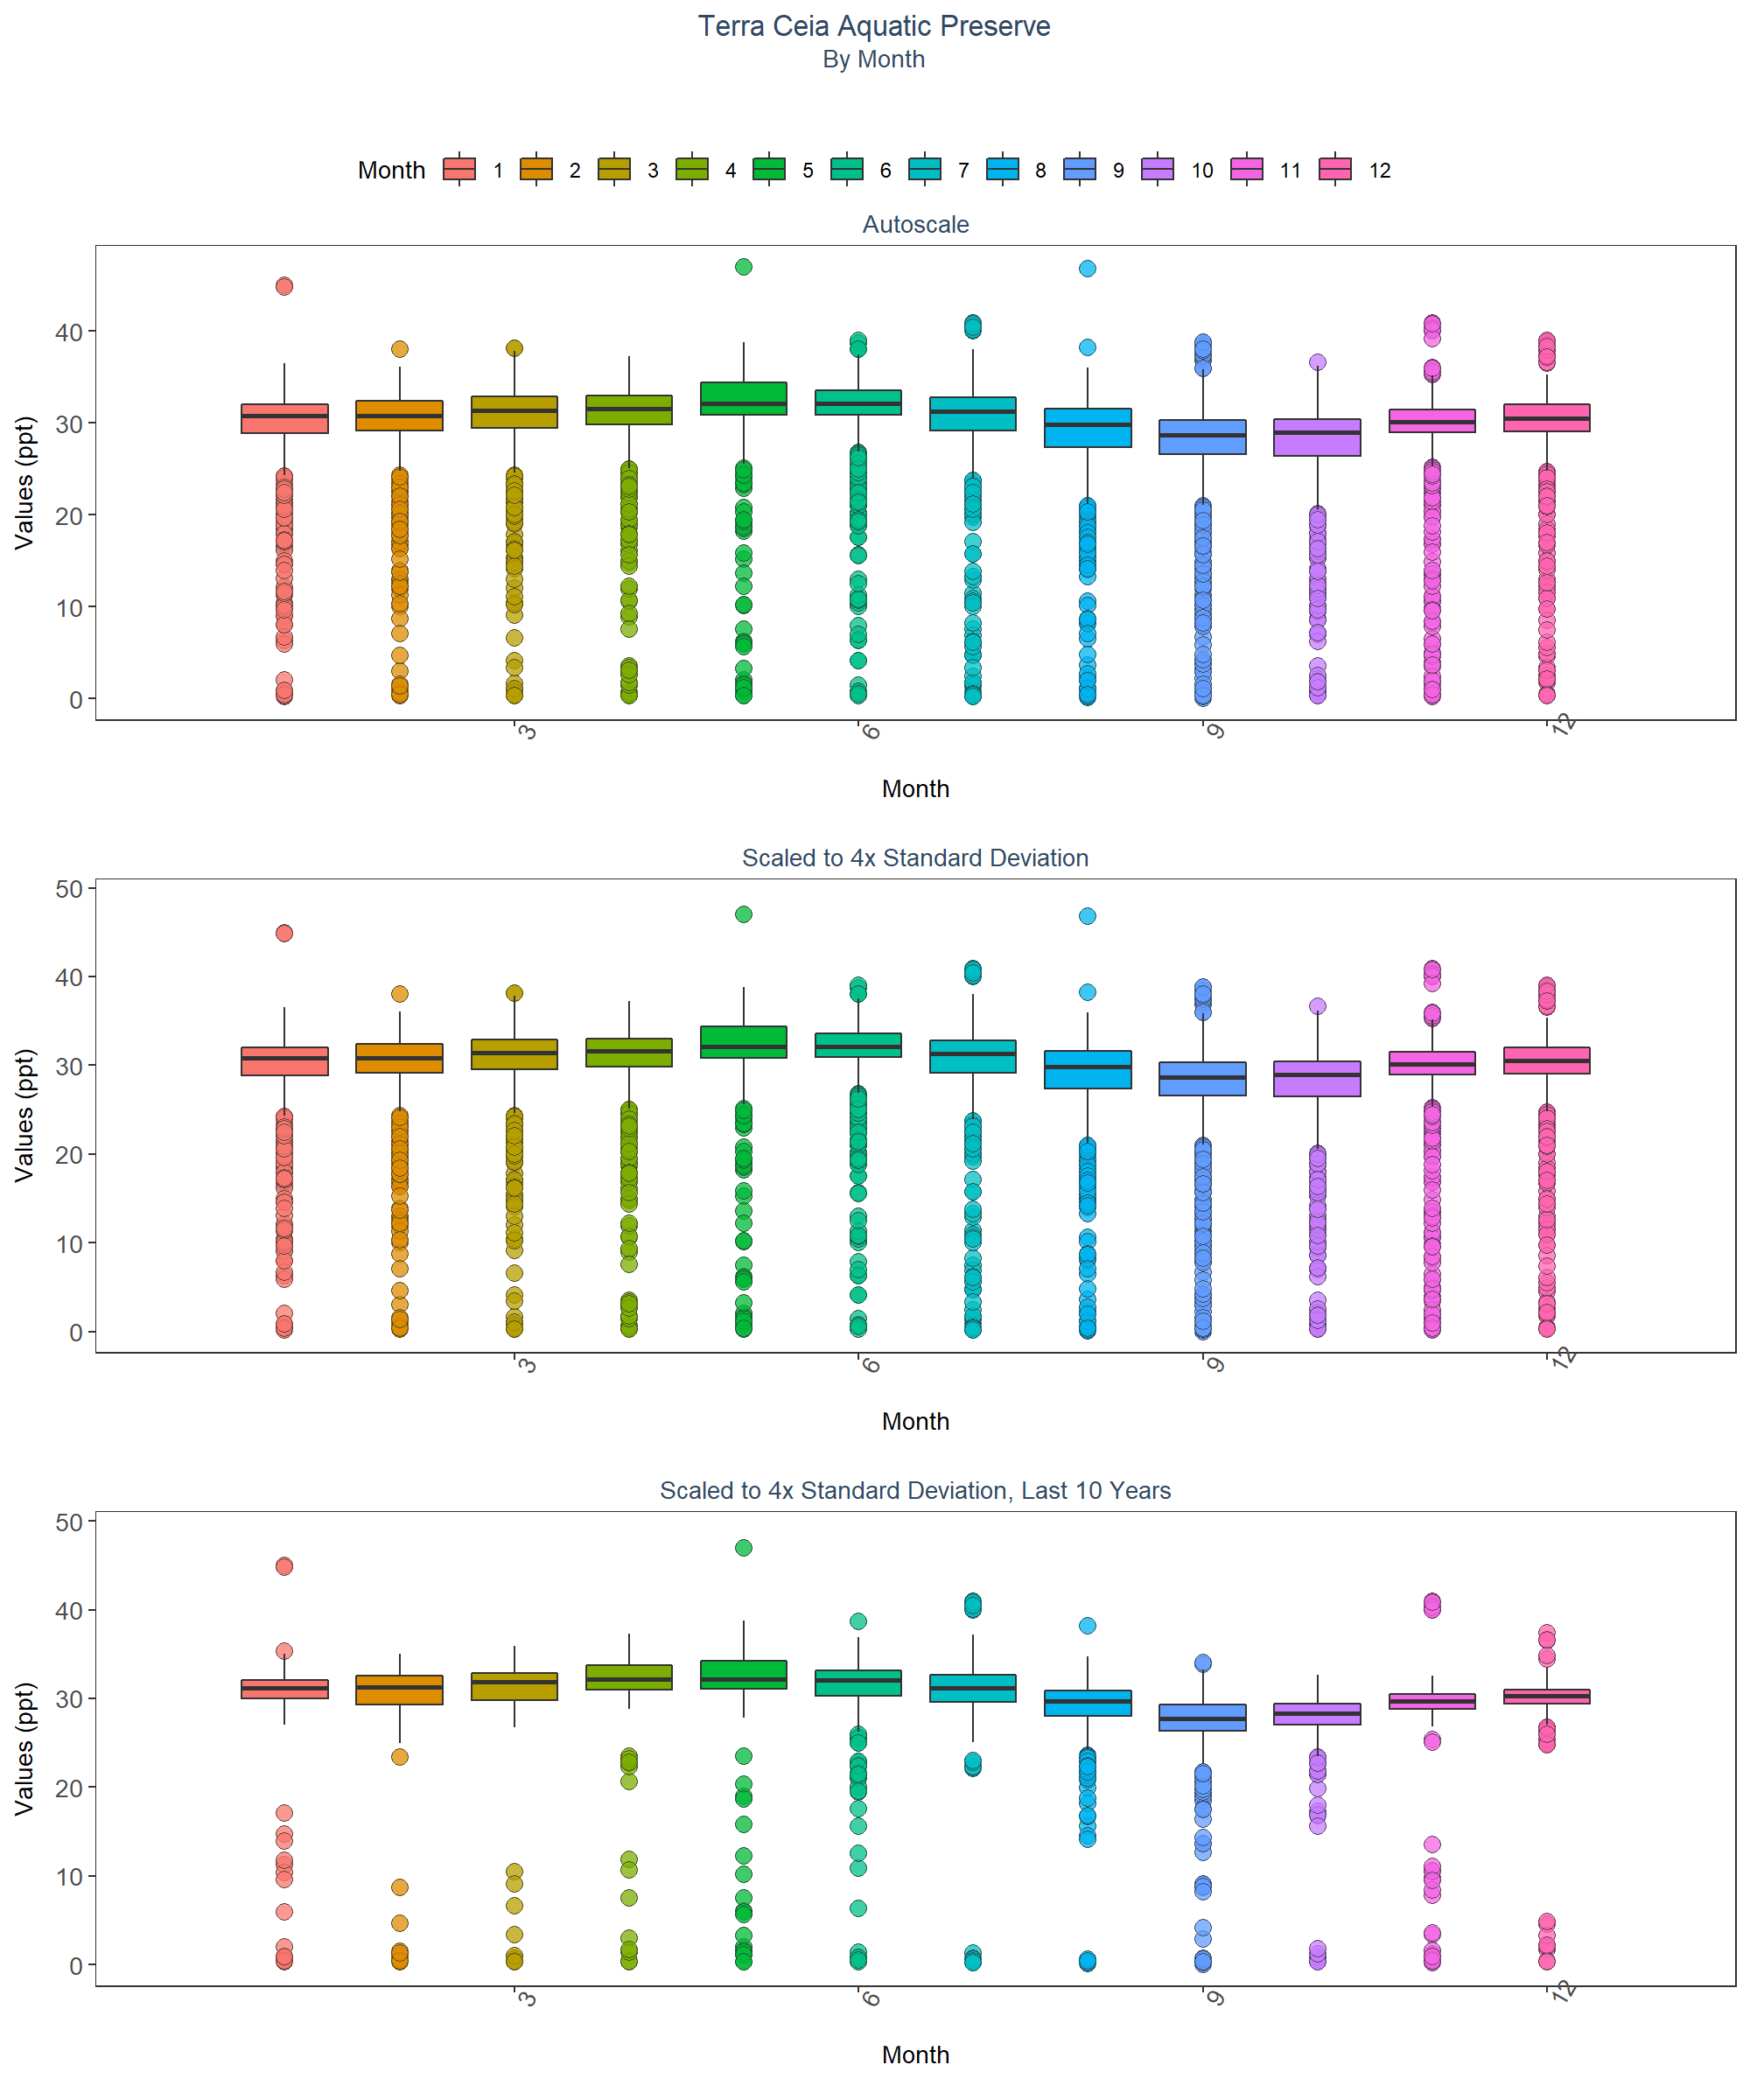 Terra Ceia Aquatic Preserve
By Month
Month 1 2 3 4 5 6 7 8 9 10 11 12
Autoscale
Values (ppt)
40
30
20
10
0
3 6 9 12
Month
Scaled to 4x Standard Deviation
Values (ppt)
50
40
30
20
10
0
3 6 9 12
Month
Scaled to 4x Standard Deviation, Last 10 Years
Values (ppt)
50
40
30
20
10
0
3 6 9 12
Month